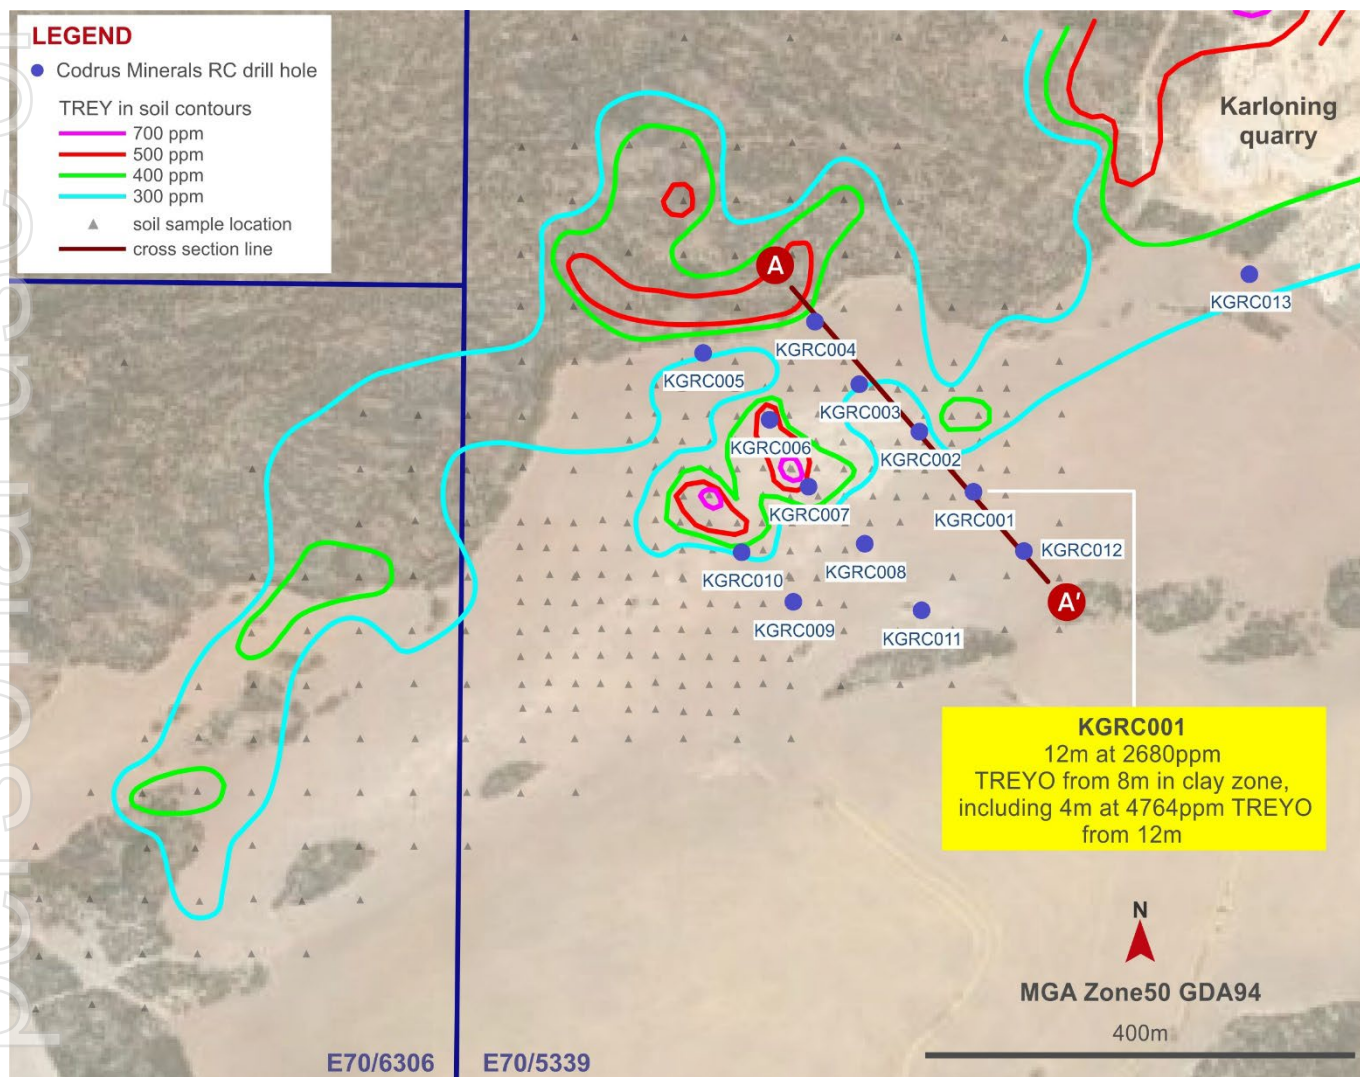 LEGEND
Codrus Minerals RC drill hole
TREY in soil contours
700 ppm
500 ppm
400 ppm
300 ppm
soil sample location
cross section line
Karloning
quarry
A
KGRC013
KGRC004
KGRC005
KGRC003
KGRC006
KGRC002
KGRC007
KGRC001
KGRC012
KGRC010
KGRC008
A'
KGRC009
KGRC011
KGRC001
12m at 2680ppm
TREYO from 8m in clay zone,
including 4m at 4764ppm TREYO
from 12m
N
MGA Zone50 GDA94
400m
E70/6306
E70/5339